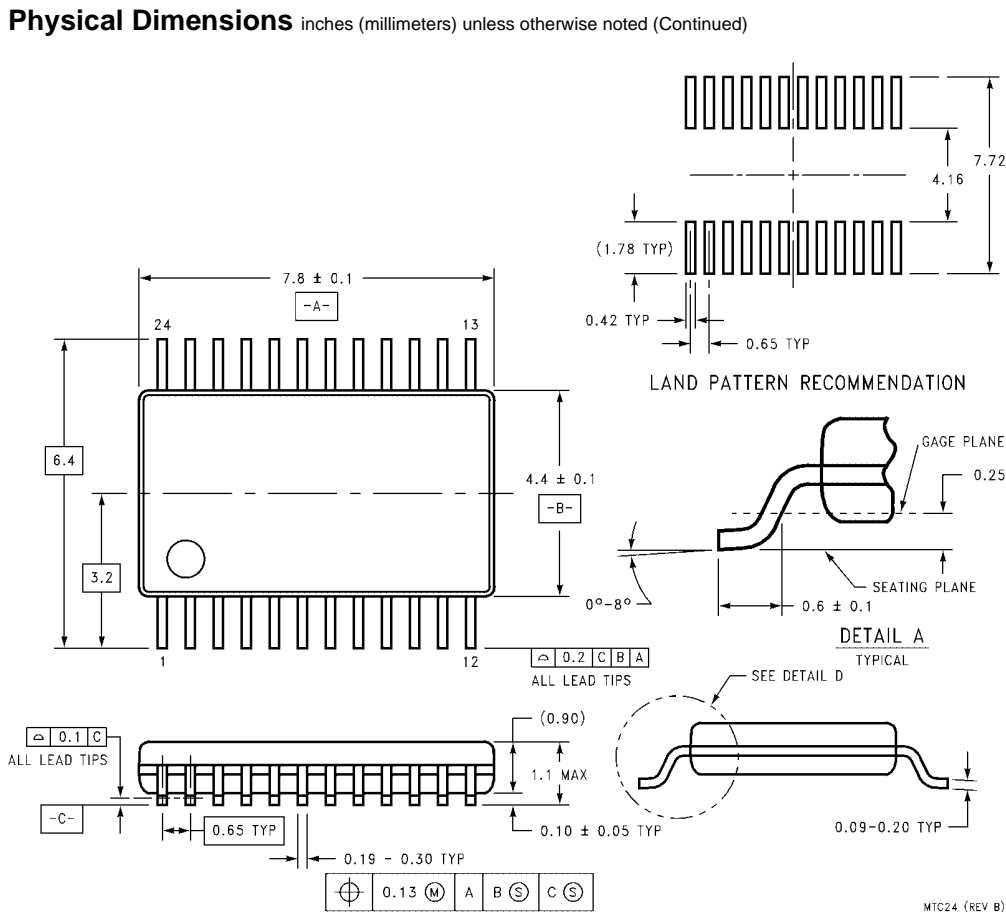 Physical Dimensions inches (millimeters) unless otherwise noted (Continued)
7.72
4.16
(1.78 TYP)
0.42 TYP
0.65 TYP
LAND PATTERN RECOMMENDATION
7.8 ± 0.1
-A-
24
13
6.4
3.2
4.4 ± 0.1
-B-
1
12
⌓ 0.2 C B A
ALL LEAD TIPS
GAGE PLANE
0.25
SEATING PLANE
0°-8°
0.6 ± 0.1
DETAIL A
TYPICAL
SEE DETAIL D
⌓ 0.1 C
ALL LEAD TIPS
-C-
(0.90)
1.1 MAX
0.65 TYP
0.10 ± 0.05 TYP
0.19 - 0.30 TYP
⌖ 0.13 Ⓜ A B Ⓢ C Ⓢ
0.09-0.20 TYP
MTC24 (REV B)